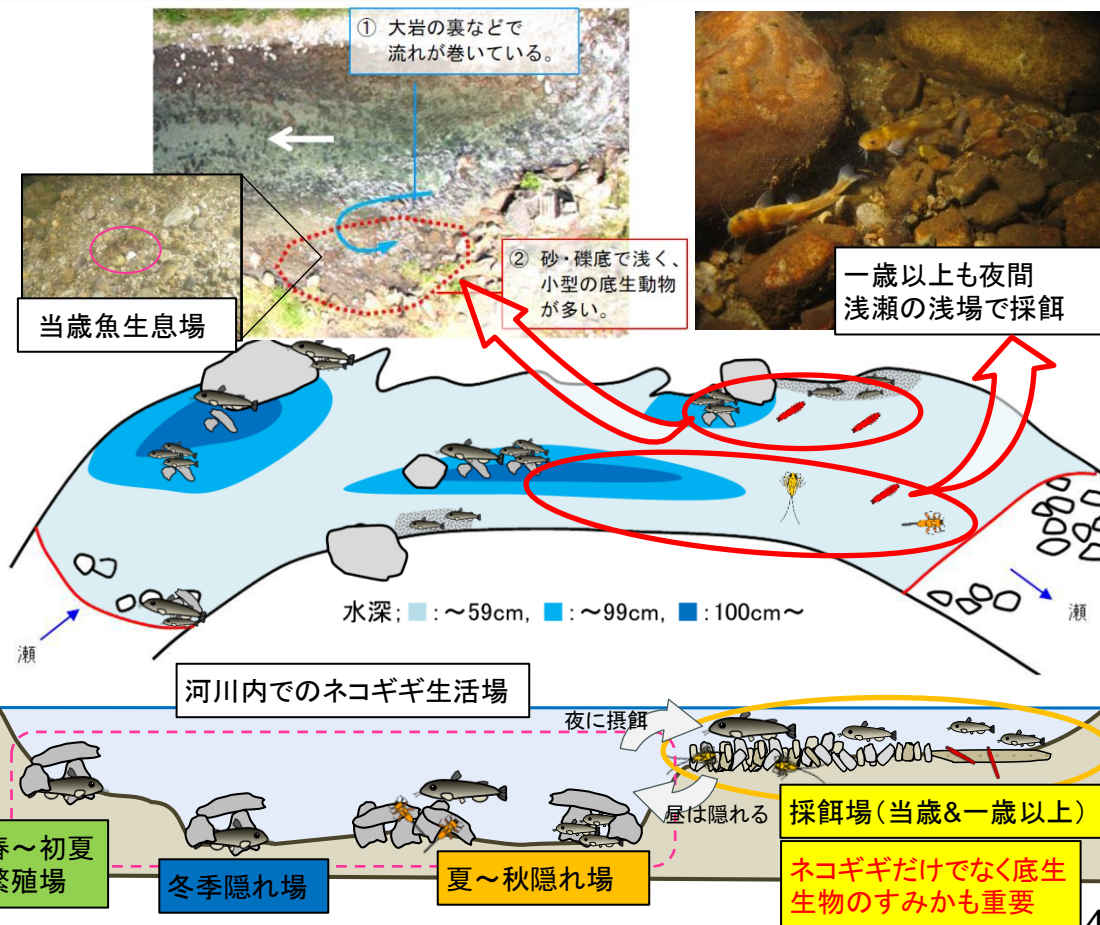 ① 大岩の裏などで
流れが巻いている。
当歳魚生息場
② 砂・礫底で浅く、
小型の底生動物
が多い。
一歳以上も夜間
浅瀬の浅場で採餌
水深; :～59cm, :～99cm, :100cm～
瀬
瀬
河川内でのネコギギ生活場
夜に摂餌
昼は隠れる
採餌場(当歳&一歳以上)
春～初夏
繁殖場
冬季隠れ場
夏～秋隠れ場
ネコギギだけでなく底生
生物のすみかも重要
4